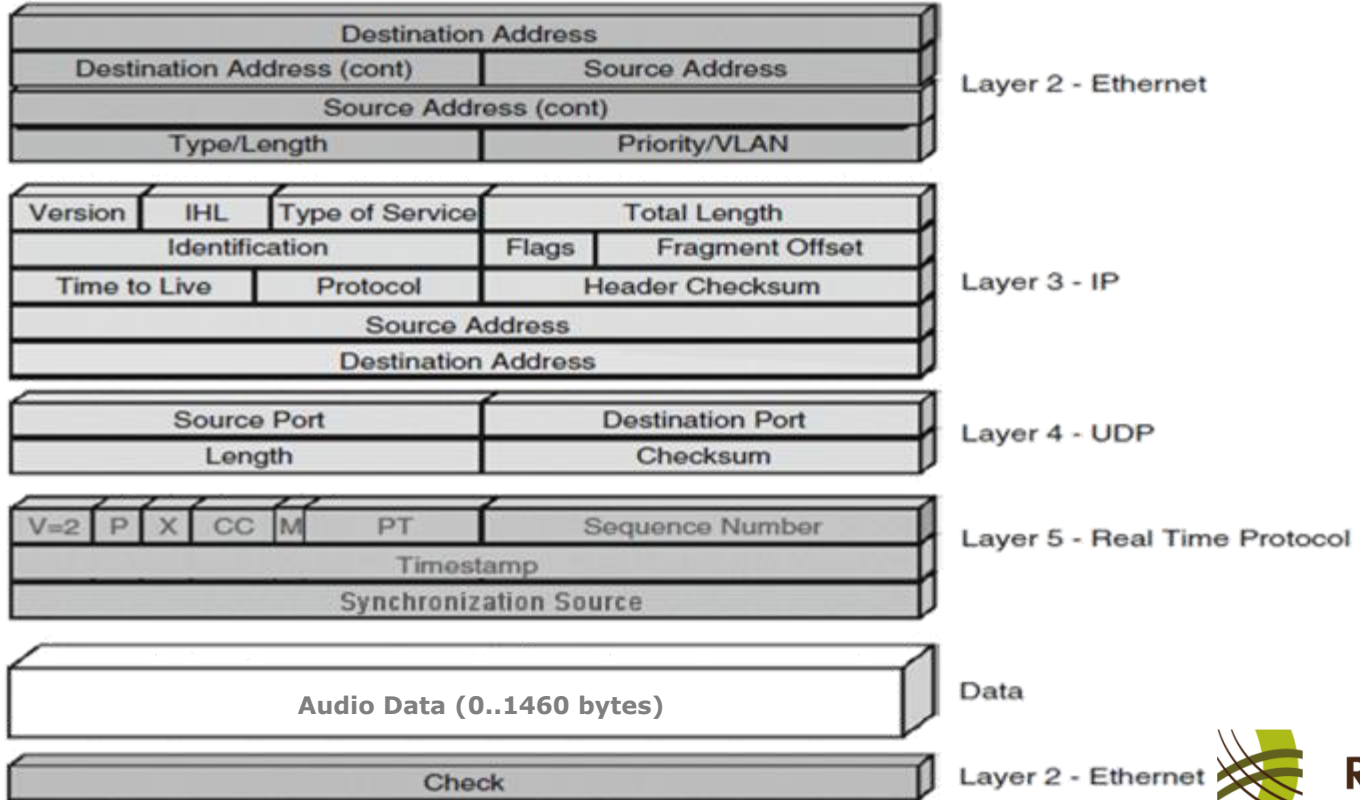 Destination Address
Destination Address (cont) Source Address
Layer 2 - Ethernet
Source Address (cont)
Type/Length Priority/VLAN
Version IHL Type of Service Total Length
Identification Flags Fragment Offset
Time to Live Protocol Header Checksum
Layer 3 - IP
Source Address
Destination Address
Source Port Destination Port
Layer 4 - UDP
Length Checksum
V=2 P X CC M PT Sequence Number
Layer 5 - Real Time Protocol
Timestamp
Synchronization Source
Audio Data (0..1460 bytes)
Data
Check
Layer 2 - Ethernet
R